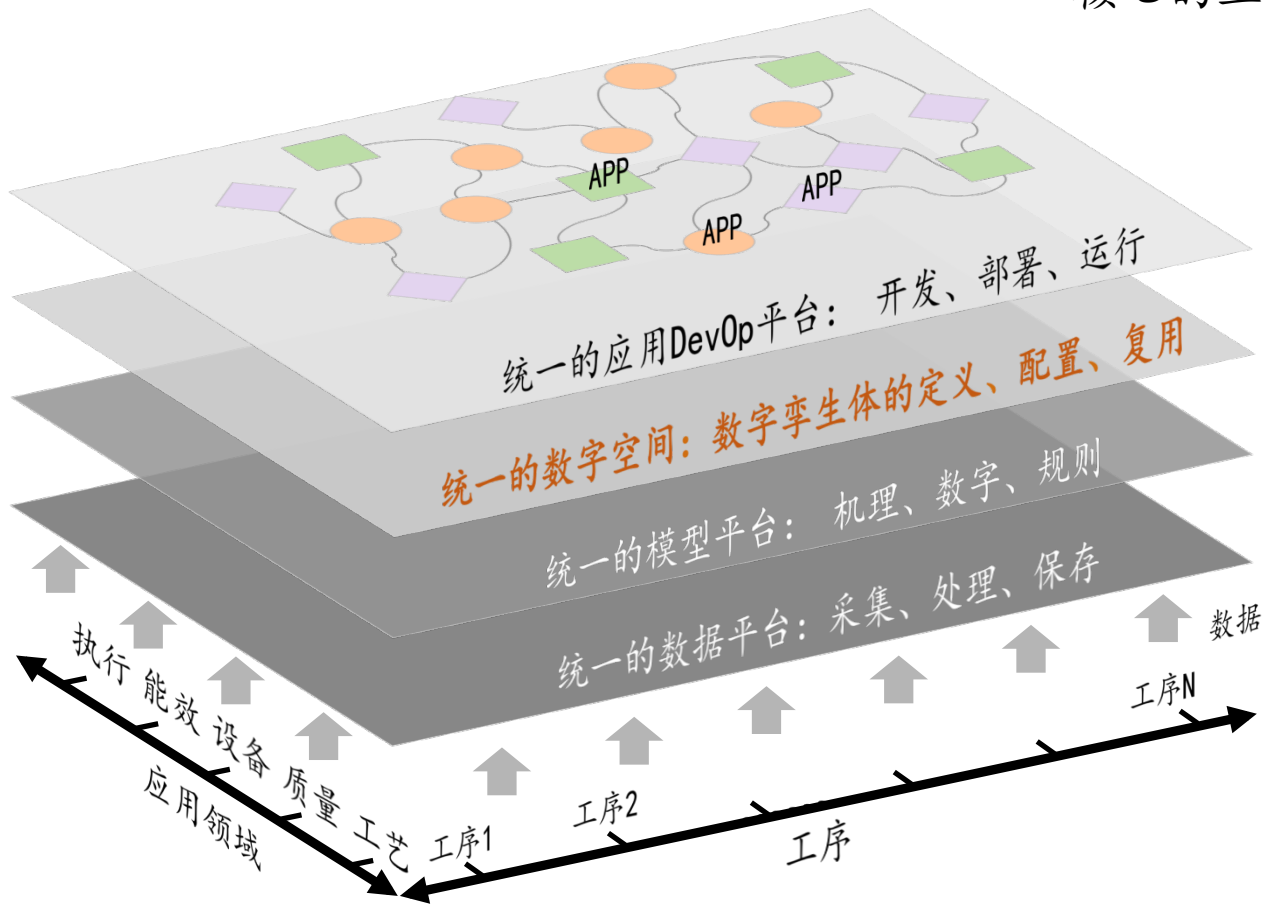 APP
APP
APP
统一的应用DevOp平台： 开发、部署、运行
统一的数字空间：数字孪生体的定义、配置、复用
统一的模型平台： 机理、数字、规则
统一的数据平台：采集、处理、保存
数据
执行 能效 设备 质量 工艺
应用领域
工序1
工序2
工序N
工序